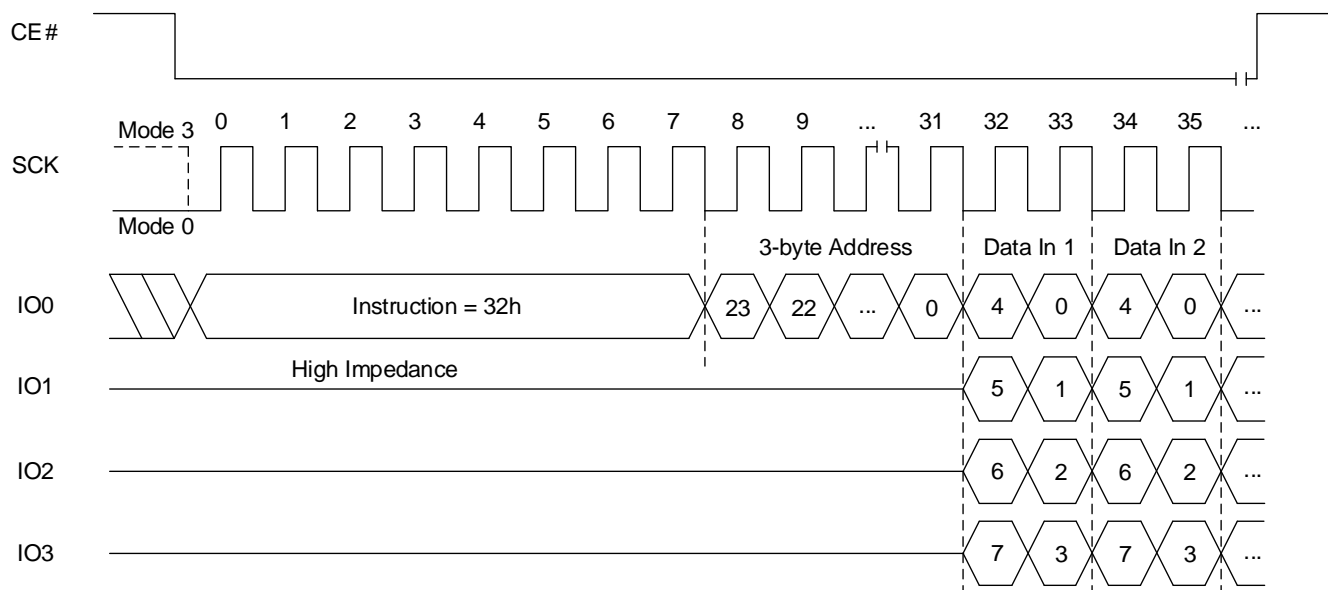 CE#
Mode 3 0 1 2 3 4 5 6 7 8 9 ... 31 32 33 34 35 ...
SCK
Mode 0
3-byte Address Data In 1 Data In 2
IO0 Instruction = 32h 23 22 ... 0 4 0 4 0 ...
High Impedance
IO1 5 1 5 1 ...
IO2 6 2 6 2 ...
IO3 7 3 7 3 ...